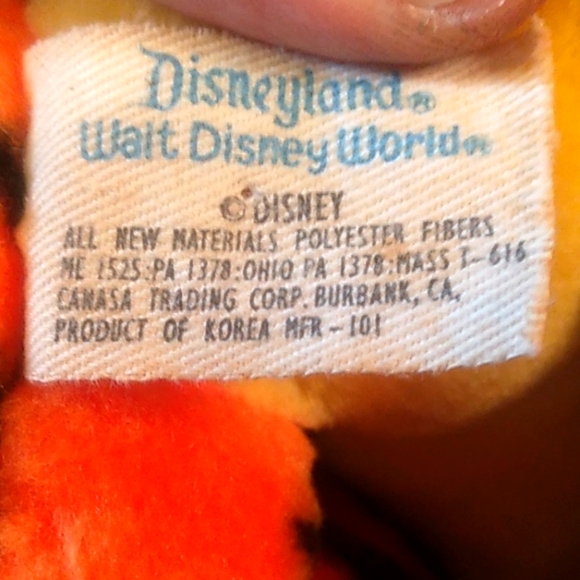 Disneyland®
Walt Disney World®
© DISNEY
ALL NEW MATERIALS POLYESTER FIBERS
ME 1525:PA 1378:OHIO PA 1378:MASS T-616
CANASA TRADING CORP. BURBANK, CA.
PRODUCT OF KOREA MFR-101